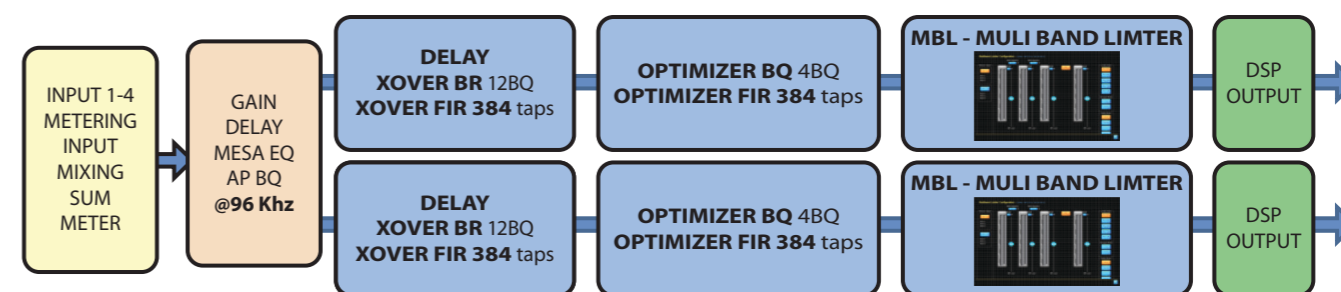 INPUT 1-4
METERING
INPUT
MIXING
SUM
METER
GAIN
DELAY
MESA EQ
AP BQ
@96 Khz
DELAY
XOVER BR 12BQ
XOVER FIR 384 taps
OPTIMIZER BQ 4BQ
OPTIMIZER FIR 384 taps
MBL - MULI BAND LIMTER
DSP
OUTPUT
DELAY
XOVER BR 12BQ
XOVER FIR 384 taps
OPTIMIZER BQ 4BQ
OPTIMIZER FIR 384 taps
MBL - MULI BAND LIMTER
DSP
OUTPUT